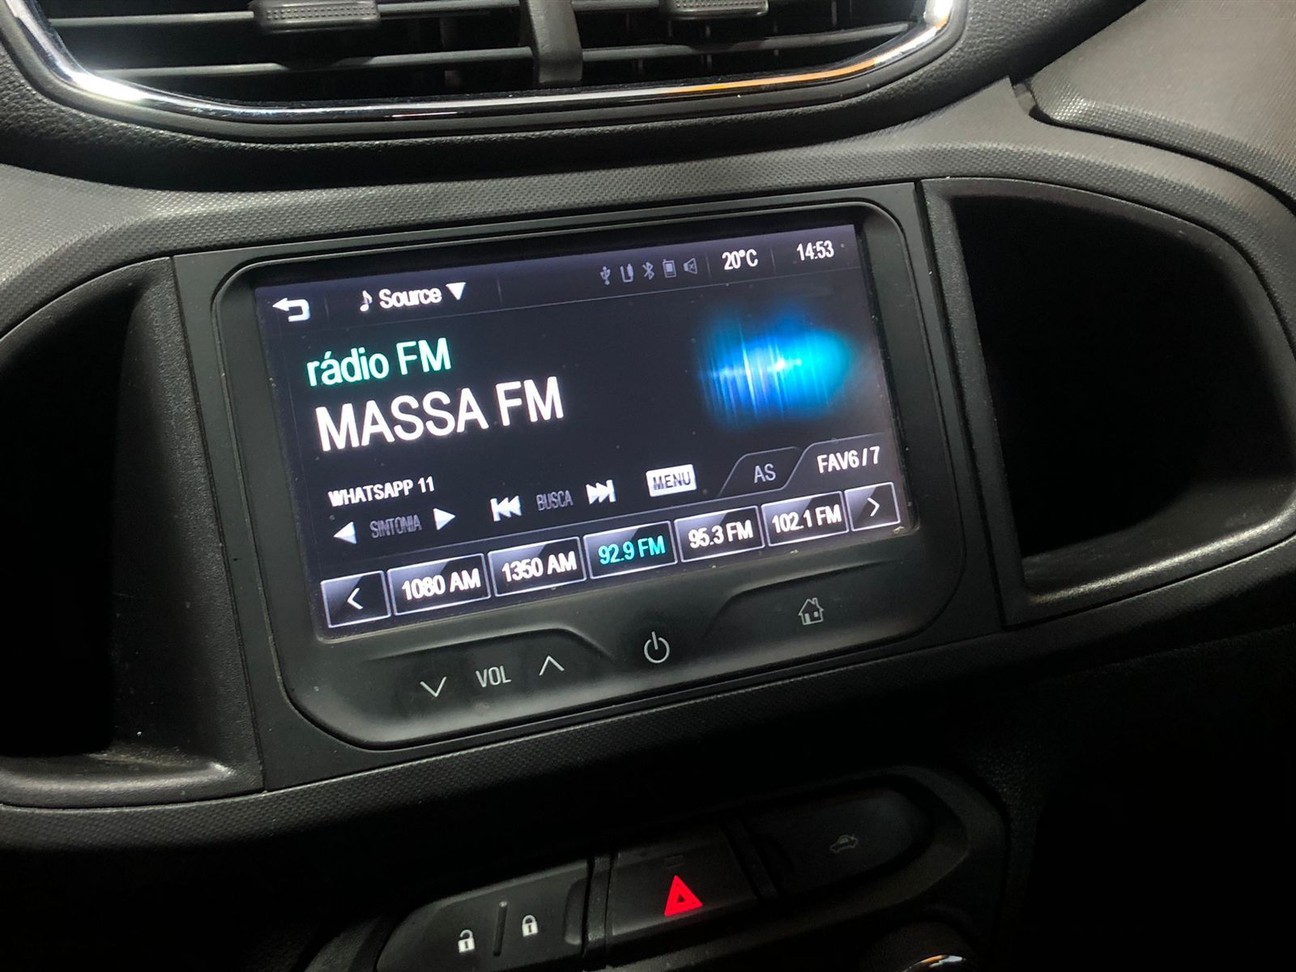 Source
20°C
14:53
rádio FM
MASSA FM
WHATSAPP 11
SINTONIA
BUSCA
MENU
AS
FAV6 / 7
1080 AM
1350 AM
92.9 FM
95.3 FM
102.1 FM
VOL